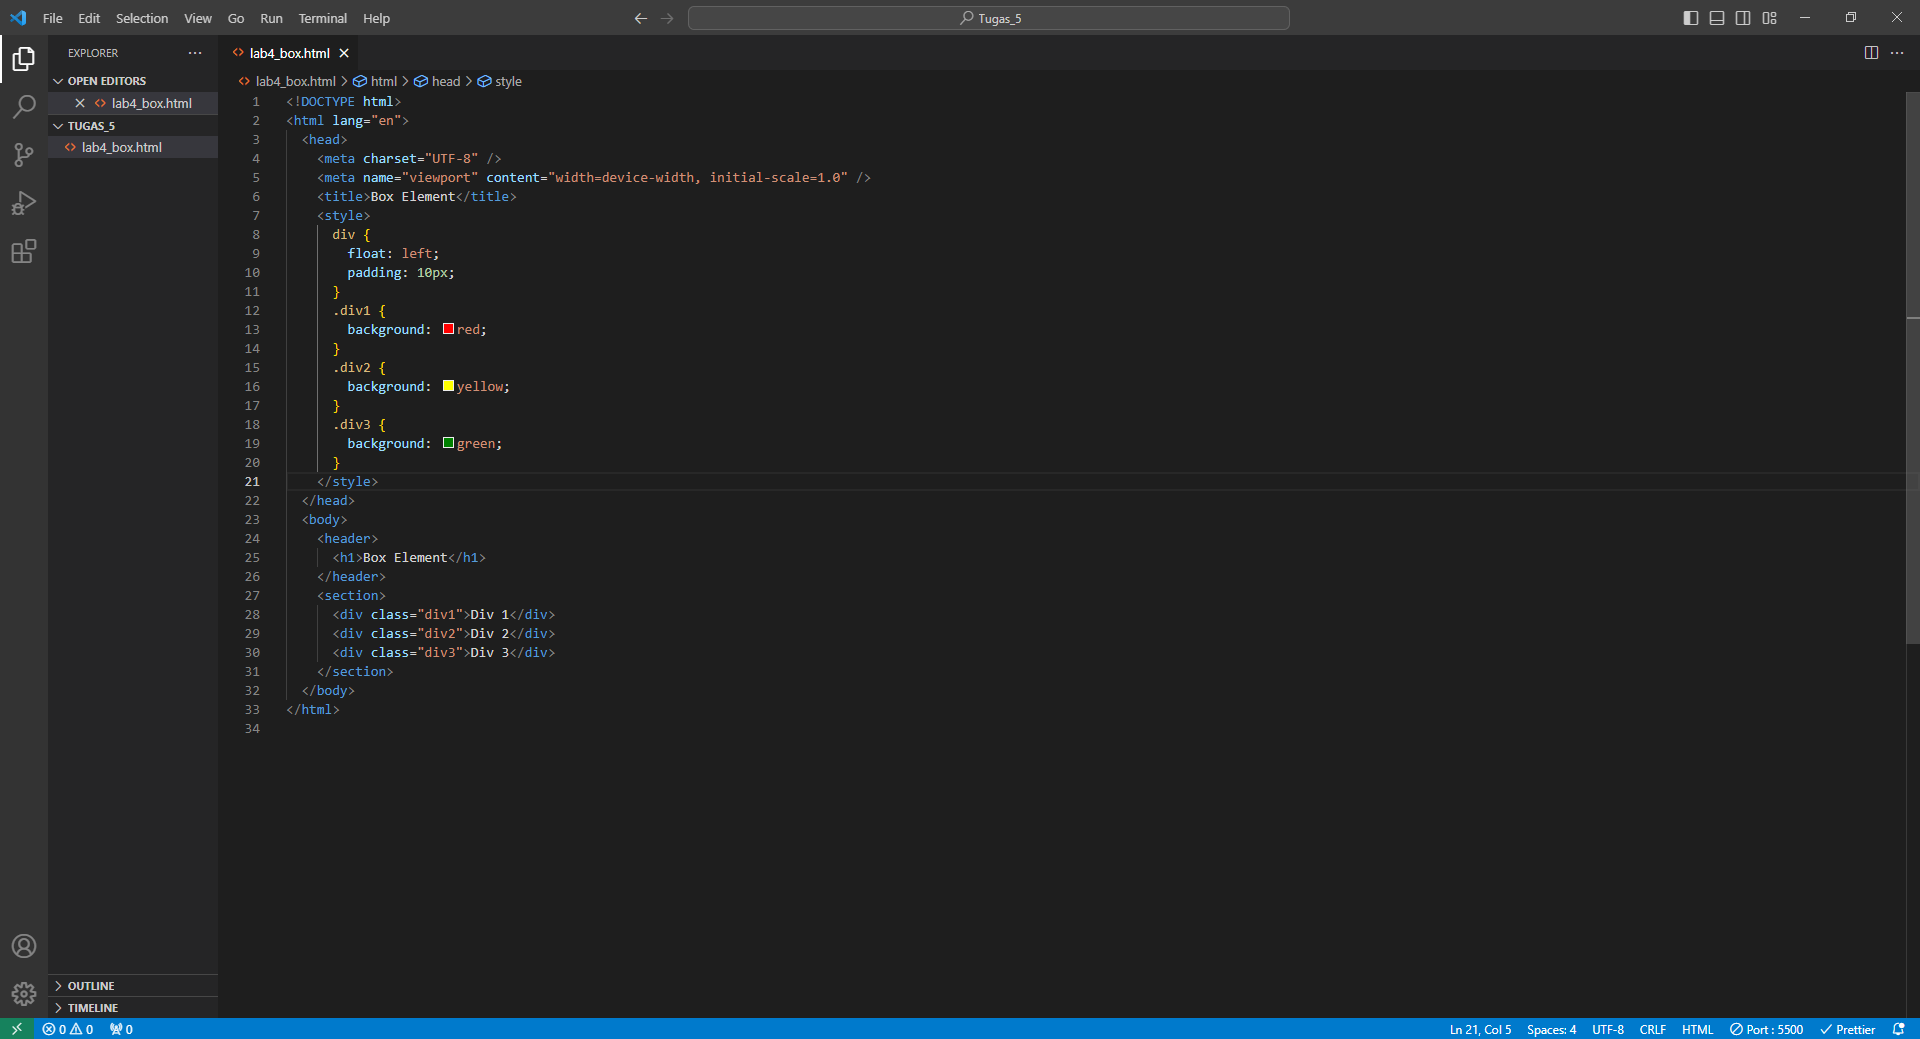 File Edit Selection View Go Run Terminal Help
Tugas_5
EXPLORER
OPEN EDITORS
lab4_box.html
TUGAS_5
lab4_box.html
OUTLINE
TIMELINE
lab4_box.html
lab4_box.html > html > head > style
1 <!DOCTYPE html>
2 <html lang="en">
3 <head>
4 <meta charset="UTF-8" />
5 <meta name="viewport" content="width=device-width, initial-scale=1.0" />
6 <title>Box Element</title>
7 <style>
8 div {
9 float: left;
10 padding: 10px;
11 }
12 .div1 {
13 background: red;
14 }
15 .div2 {
16 background: yellow;
17 }
18 .div3 {
19 background: green;
20 }
21 </style>
22 </head>
23 <body>
24 <header>
25 <h1>Box Element</h1>
26 </header>
27 <section>
28 <div class="div1">Div 1</div>
29 <div class="div2">Div 2</div>
30 <div class="div3">Div 3</div>
31 </section>
32 </body>
33 </html>
34
0 0 0 Ln 21, Col 5 Spaces: 4 UTF-8 CRLF HTML Port : 5500 Prettier